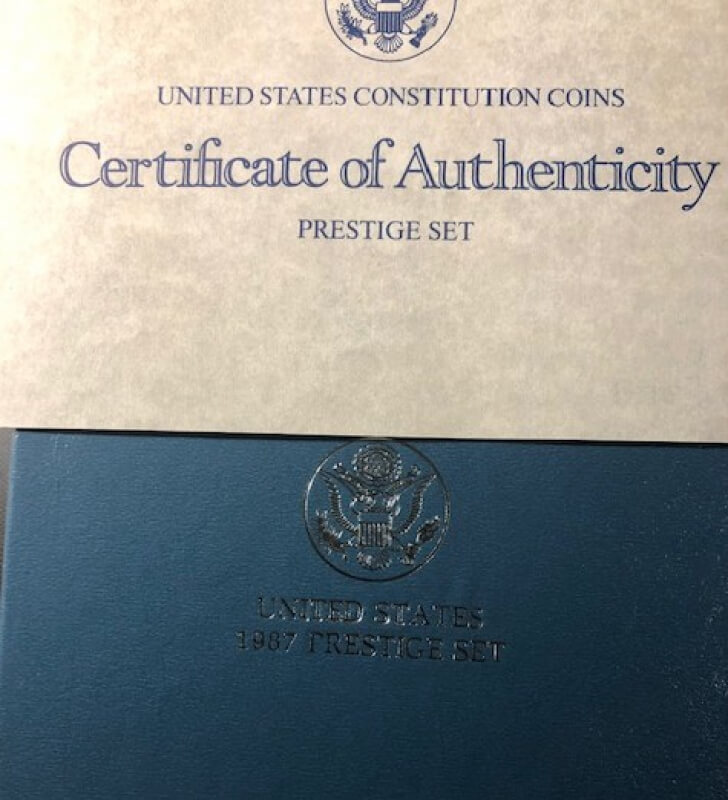 UNITED STATES CONSTITUTION COINS
Certificate of Authenticity
PRESTIGE SET
UNITED STATES
1987 PRESTIGE SET